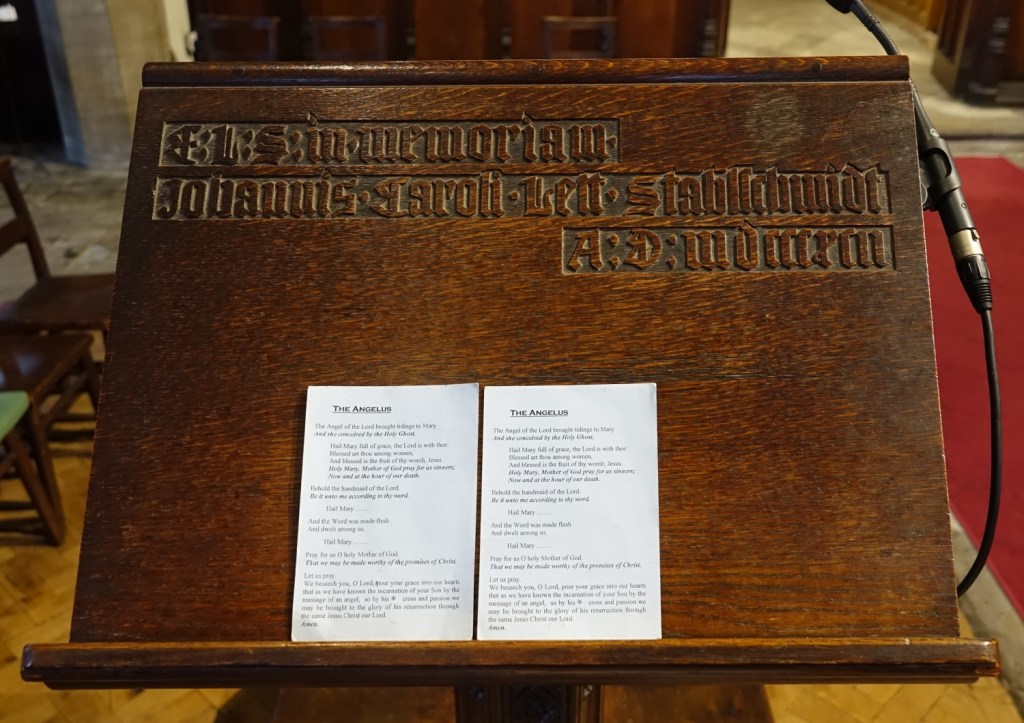 E:L:S:in·memoriam·
Johannis·Caroli·Lett·Stahlschmidt
A:D:mdcccxcii
THE ANGELUS
The Angel of the Lord brought tidings to Mary
And she conceived by the Holy Ghost.
Hail Mary full of grace, the Lord is with thee:
Blessed art thou among women,
And blessed is the fruit of thy womb, Jesus.
Holy Mary, Mother of God pray for us sinners;
Now and at the hour of our death.
Behold the handmaid of the Lord.
Be it unto me according to thy word.
Hail Mary .......
And the Word was made flesh
And dwelt among us.
Hail Mary ........
Pray for us O holy Mother of God.
That we may be made worthy of the promises of Christ.
Let us pray.
We beseech you, O Lord, pour your grace into our hearts
that as we have known the incarnation of your Son by the
message of an angel, so by his ✠ cross and passion we
may be brought to the glory of his resurrection through
the same Jesus Christ our Lord.
Amen.
THE ANGELUS
The Angel of the Lord brought tidings to Mary
And she conceived by the Holy Ghost.
Hail Mary full of grace, the Lord is with thee:
Blessed art thou among women,
And blessed is the fruit of thy womb, Jesus.
Holy Mary, Mother of God pray for us sinners;
Now and at the hour of our death.
Behold the handmaid of the Lord.
Be it unto me according to thy word.
Hail Mary .......
And the Word was made flesh
And dwelt among us.
Hail Mary ........
Pray for us O holy Mother of God.
That we may be made worthy of the promises of Christ.
Let us pray.
We beseech you, O Lord, pour your grace into our hearts
that as we have known the incarnation of your Son by the
message of an angel, so by his ✠ cross and passion we
may be brought to the glory of his resurrection through
the same Jesus Christ our Lord.
Amen.